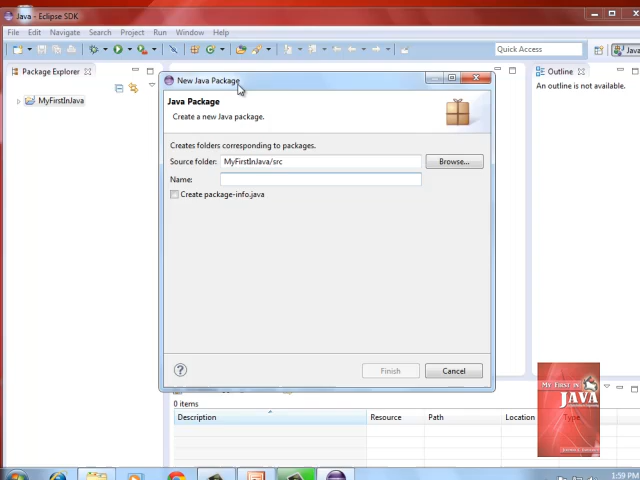 Java - Eclipse SDK
File Edit Navigate Search Project Run Window Help
Quick Access
Java
Package Explorer
Outline
MyFirstInJava
An outline is not available.
New Java Package
Java Package
Create a new Java package.
Creates folders corresponding to packages.
Source folder: MyFirstInJava/src Browse...
Name:
Create package-info.java
Finish Cancel
0 items
Description Resource Path Location Type
MY FIRST IN
JAVA
1:59 PM